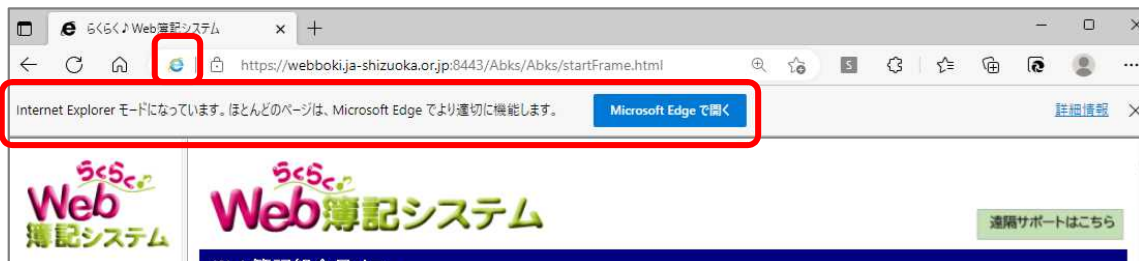 らくらく♪Web簿記システム
https://webboki.ja-shizuoka.or.jp:8443/Abks/Abks/startFrame.html
Internet Explorer モードになっています。ほとんどのページは、Microsoft Edge でより適切に機能します。 Microsoft Edge で開く 詳細情報
らくらく♪
Web
簿記システム
らくらく♪
Web簿記システム
遠隔サポートはこちら